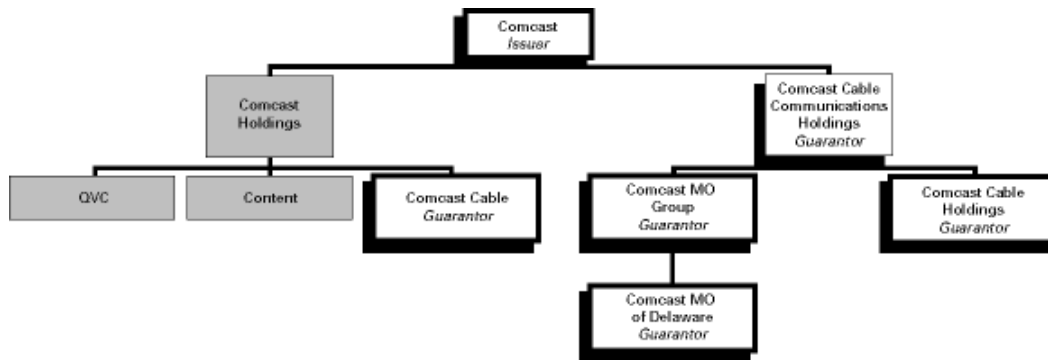 Comcast
Issuer
Comcast
Holdings
Comcast Cable
Communications
Holdings
Guarantor
QVC
Content
Comcast Cable
Guarantor
Comcast MO
Group
Guarantor
Comcast Cable
Holdings
Guarantor
Comcast MO
of Delaware
Guarantor